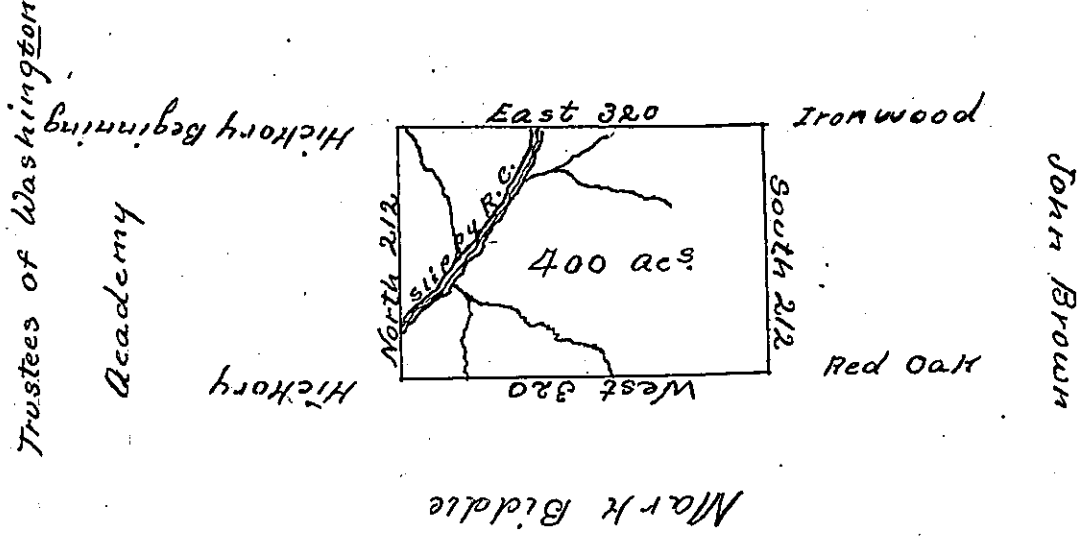 Trustees of Washington
Academy
Hickory Beginning
East 320
Ironwood
North 212
Slippy R.C.
400 acs.
South 212
John Brown
Hickory
West 320
Red Oak
Mark Biddle